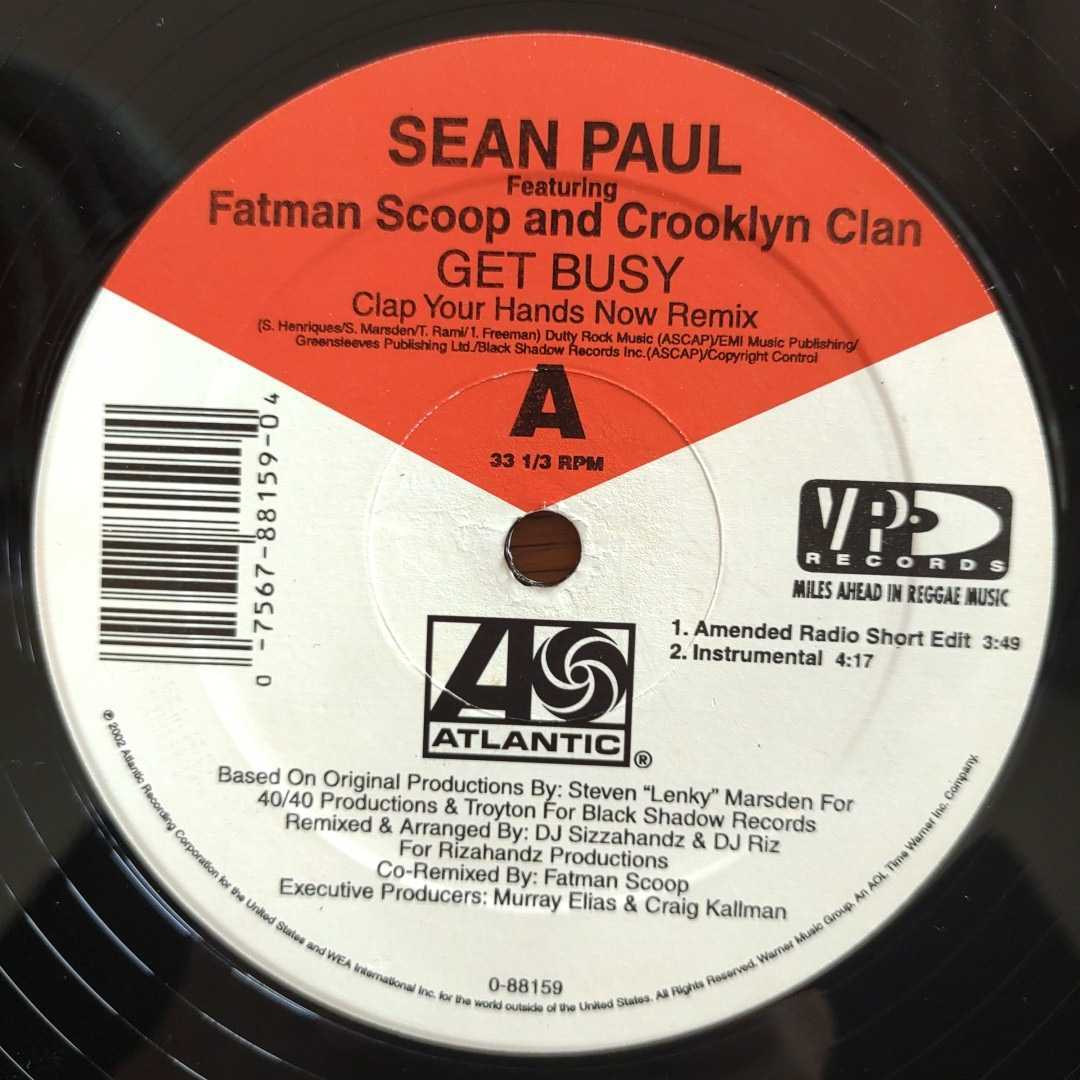 SEAN PAUL
Featuring
Fatman Scoop and Crooklyn Clan
GET BUSY
Clap Your Hands Now Remix
(S. Henriques/S. Marsden/T. Rami/1. Freeman) Dutty Rock Music (ASCAP)/EMI Music Publishing/
Greensleeves Publishing Ltd./Black Shadow Records Inc.(ASCAP)/Copyright Control
A
33 1/3 RPM
0-7567-88159-0 4
VP
RECORDS
MILES AHEAD IN REGGAE MUSIC
1. Amended Radio Short Edit 3:49
2. Instrumental 4:17
ATLANTIC®
Based On Original Productions By: Steven "Lenky" Marsden For
40/40 Productions & Troyton For Black Shadow Records
Remixed & Arranged By: DJ Sizzahandz & DJ Riz
For Rizahandz Productions
Co-Remixed By: Fatman Scoop
Executive Producers: Murray Elias & Craig Kallman
0-88159
℗ 2002 Atlantic Recording Corporation for the United States and WEA International Inc. for the world outside of the United States. All Rights Reserved. Warner Music Group, An AOL Time Warner Inc. Company.